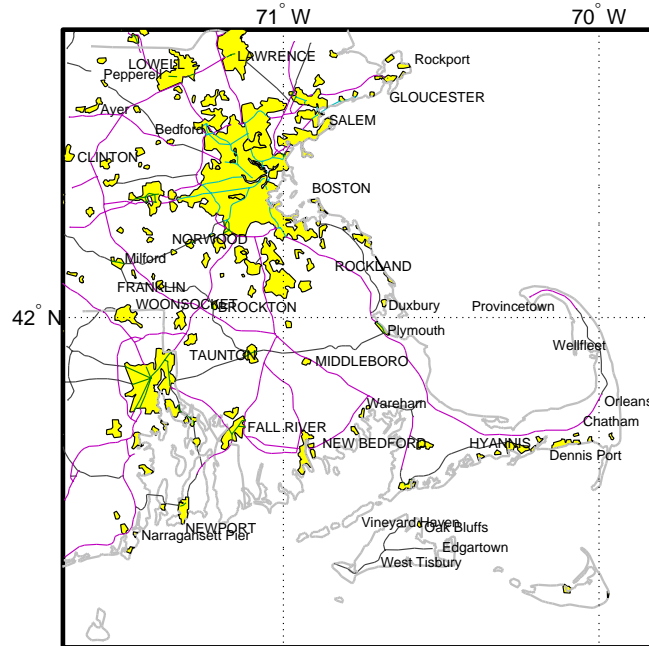 71° W
70° W
LAWRENCE
LOWELL
Rockport
Pepperell
GLOUCESTER
Ayer
SALEM
Bedford
CLINTON
BOSTON
NORWOOD
Milford
ROCKLAND
FRANKLIN
WOONSOCKET
BROCKTON
Duxbury
Provincetown
42° N
Plymouth
Wellfleet
TAUNTON
MIDDLEBORO
Wareham
Orleans
Chatham
FALL RIVER
NEW BEDFORD
HYANNIS
Dennis Port
Vineyard Haven
NEWPORT
Oak Bluffs
Narragansett Pier
Edgartown
West Tisbury